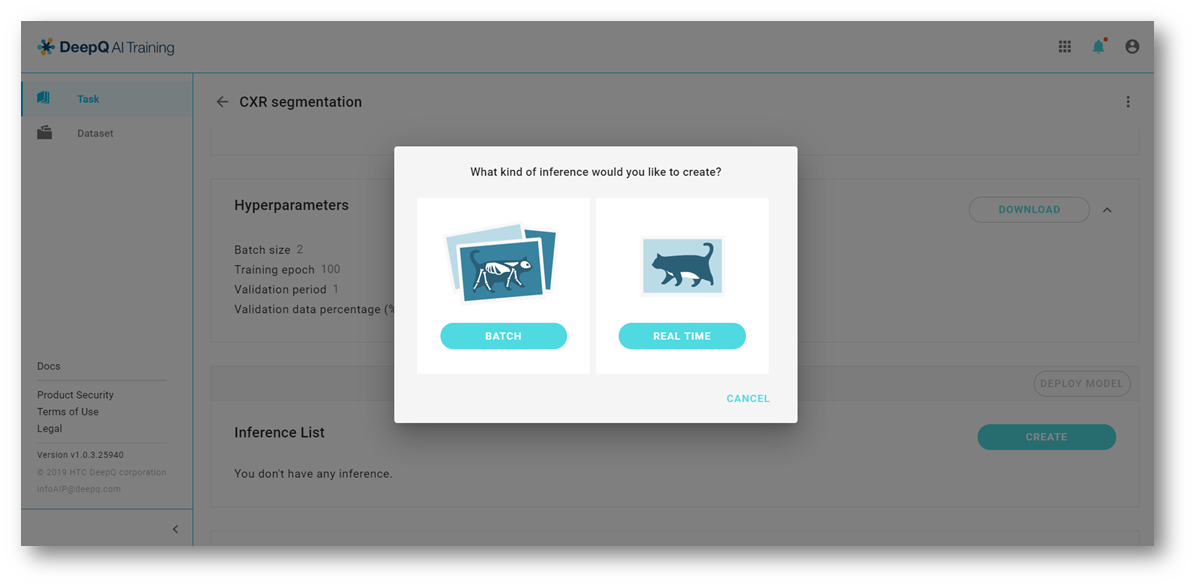 DeepQ AI Training
Task
Dataset
CXR segmentation
Hyperparameters
DOWNLOAD
Batch size 2
Training epoch 100
Validation period 1
Validation data percentage (%
What kind of inference would you like to create?
BATCH
REAL TIME
CANCEL
DEPLOY MODEL
Inference List
CREATE
You don't have any inference.
Docs
Product Security
Terms of Use
Legal
Version v1.0.3.25940
© 2019 HTC DeepQ corporation
infoAIP@deepq.com